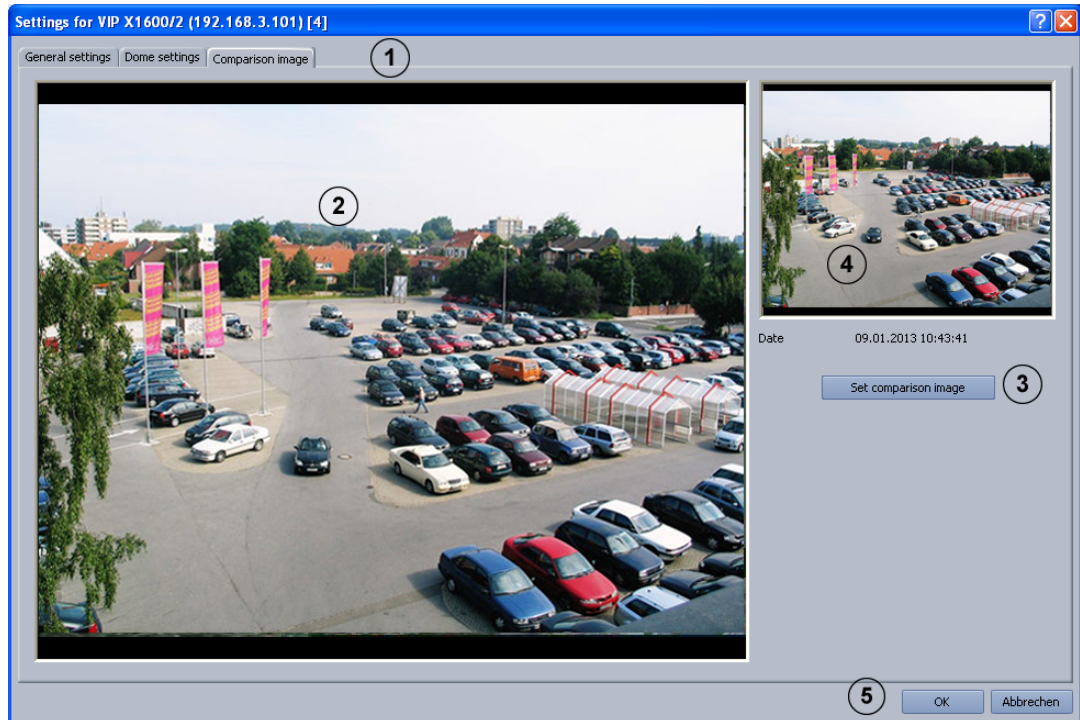 Settings for VIP X1600/2 (192.168.3.101) [4]
General settings Dome settings Comparison image
1
2
4
Date 09.01.2013 10:43:41
Set comparison image 3
5 OK Abbrechen